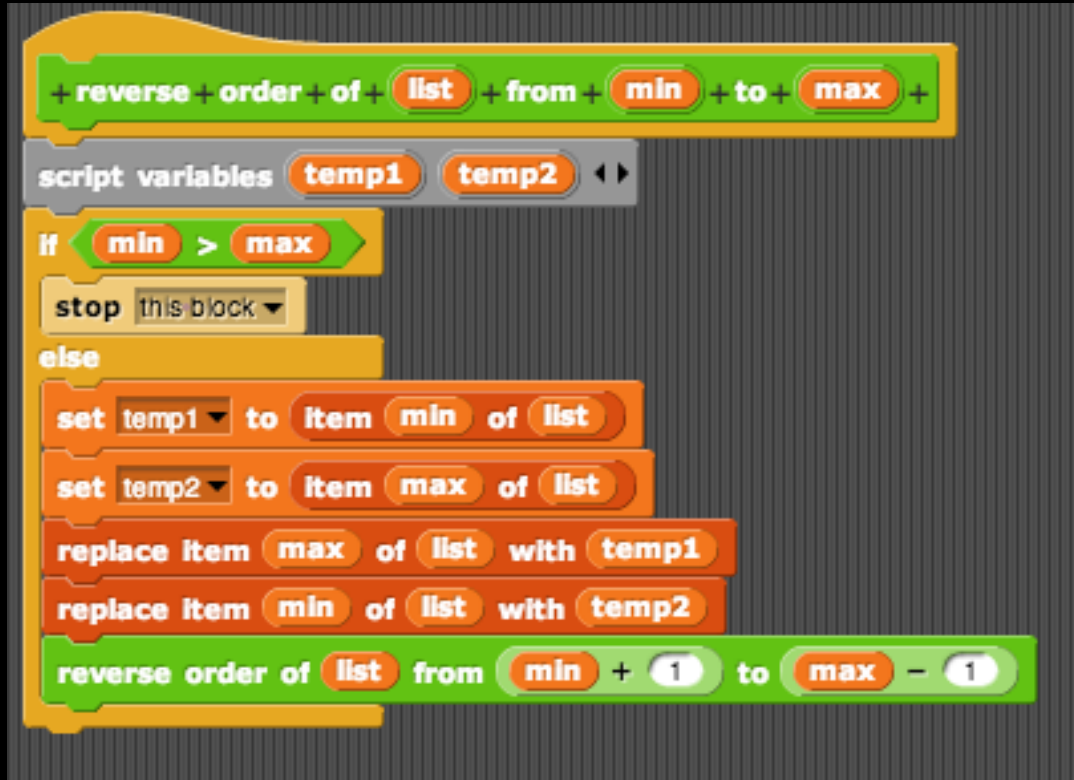 + reverse + order + of + list + from + min + to + max +
script variables temp1 temp2
if min > max
stop this block
else
set temp1 to item min of list
set temp2 to item max of list
replace item max of list with temp1
replace item min of list with temp2
reverse order of list from min + 1 to max - 1